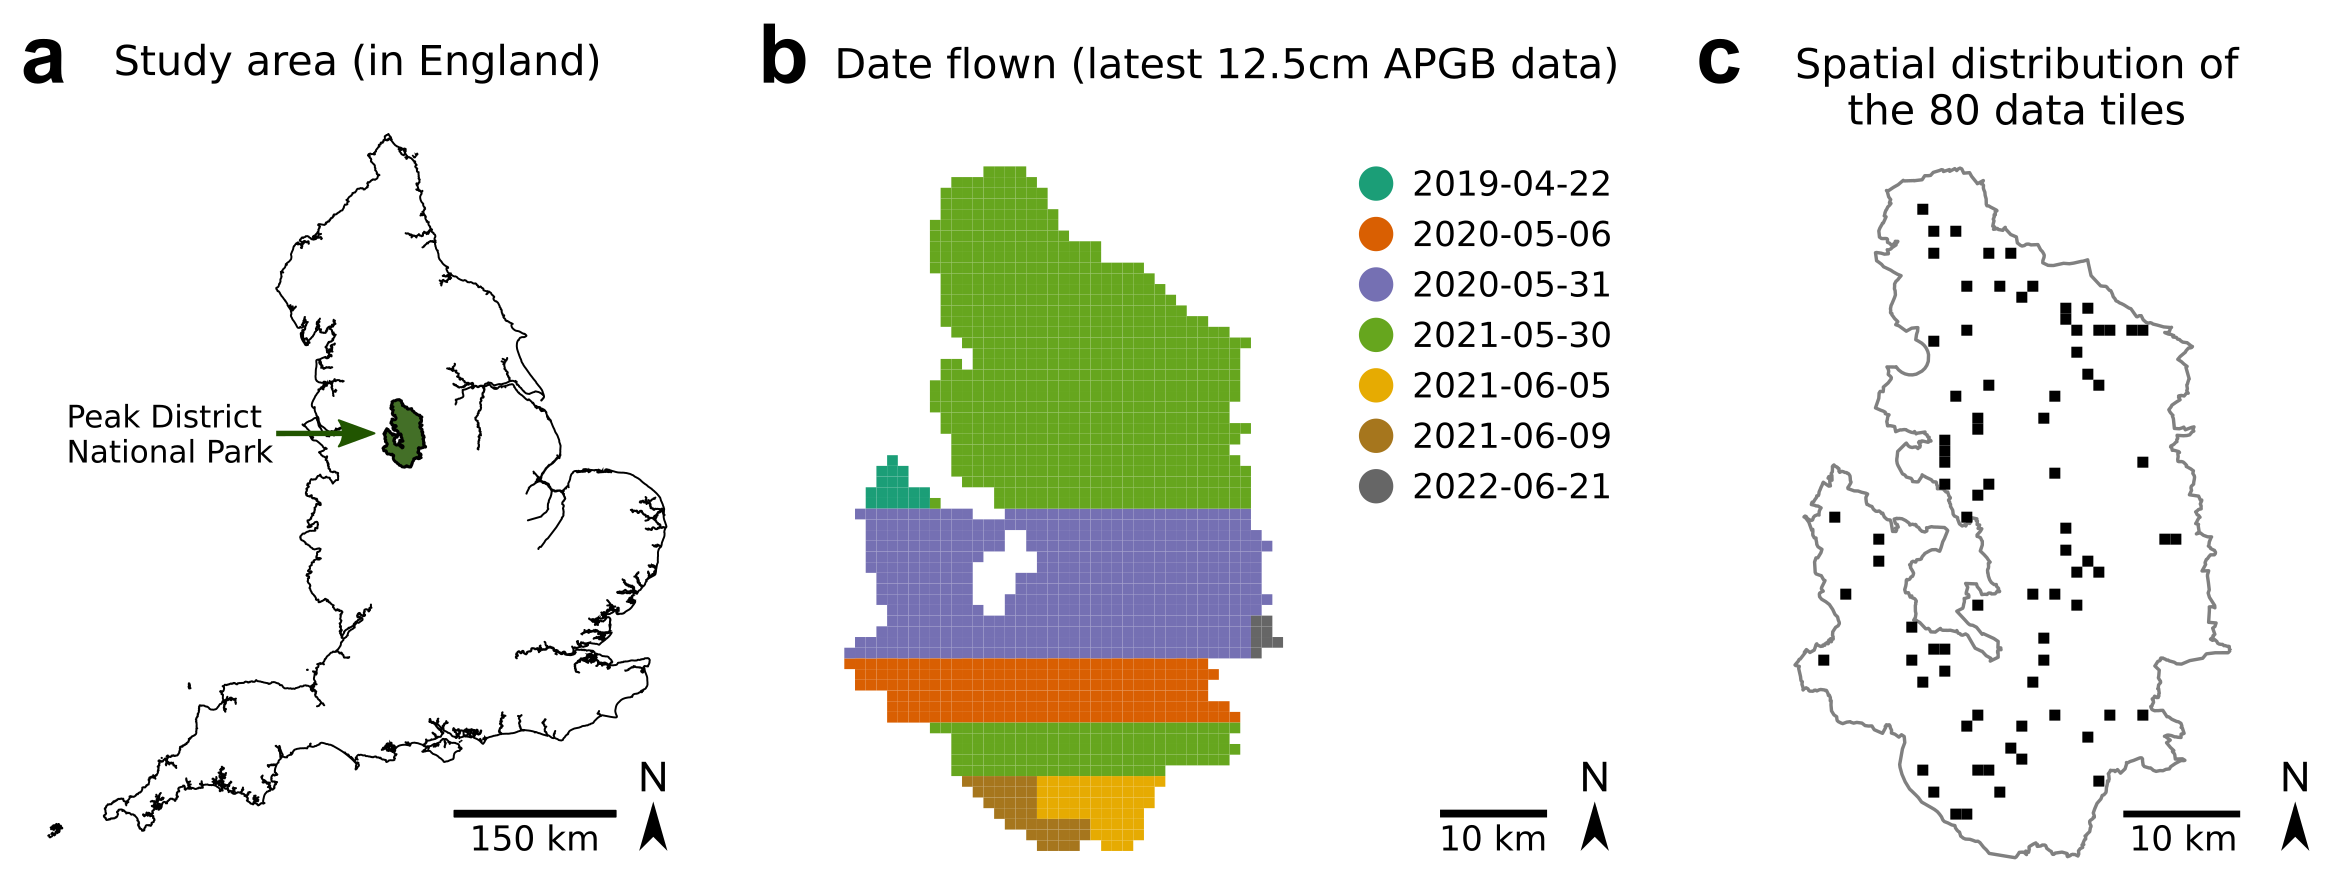 a Study area (in England)
Peak District
National Park
150 km
N
b Date flown (latest 12.5cm APGB data)
2019-04-22
2020-05-06
2020-05-31
2021-05-30
2021-06-05
2021-06-09
2022-06-21
10 km
N
c Spatial distribution of
the 80 data tiles
10 km
N